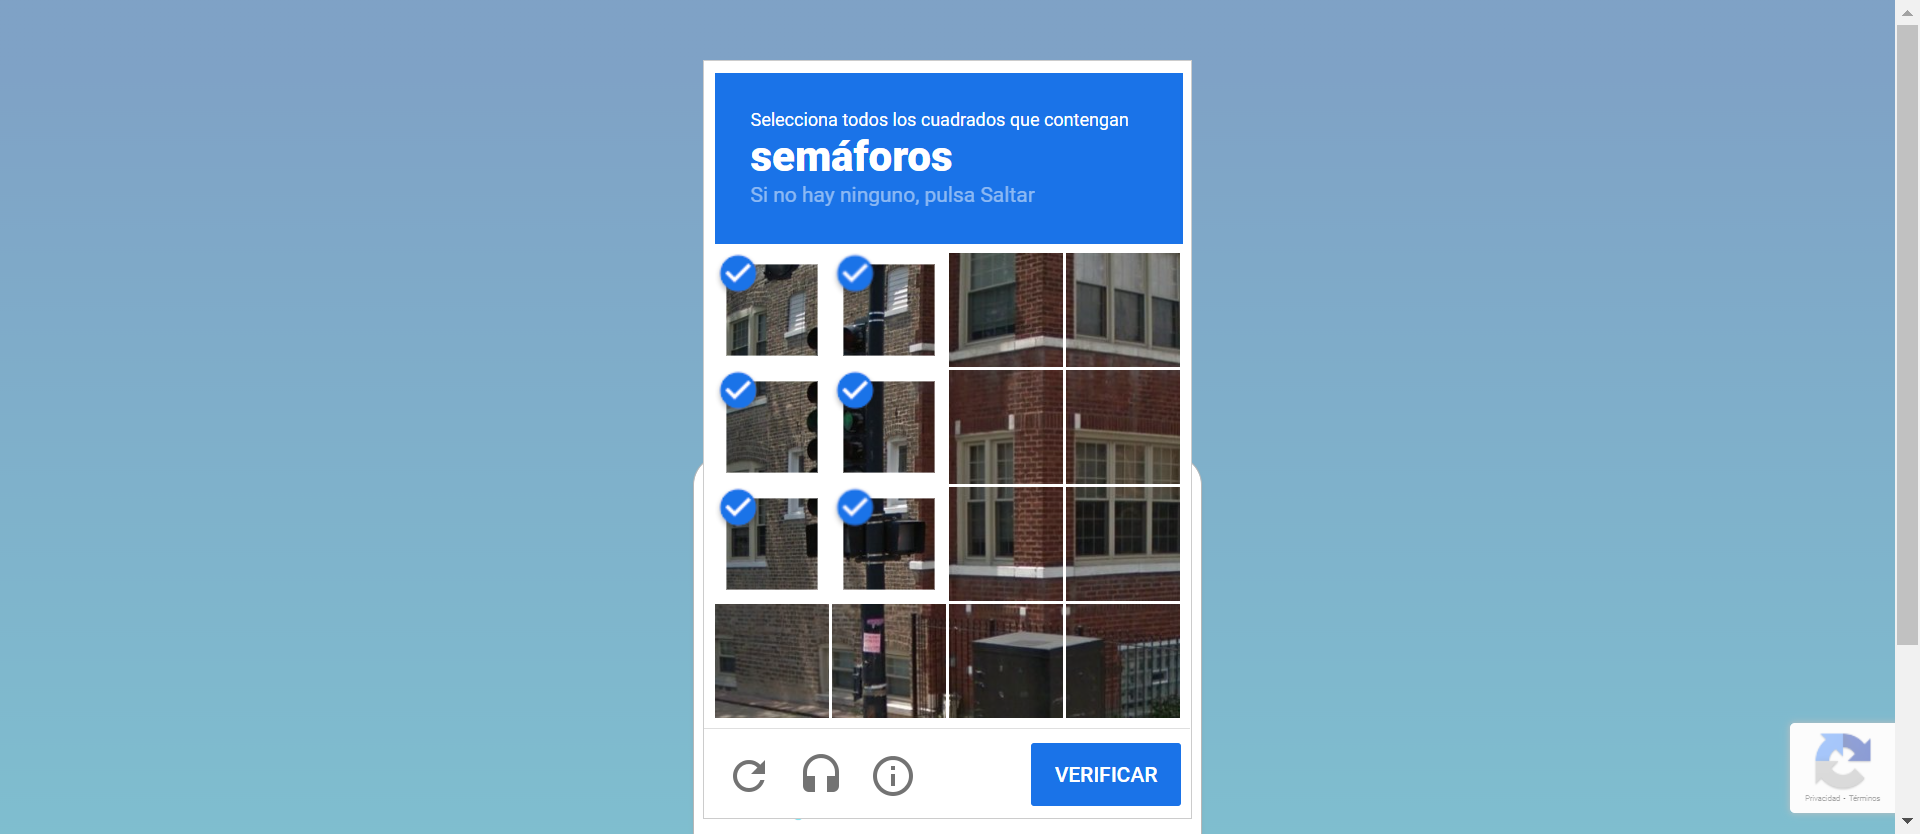 Selecciona todos los cuadrados que contengan
semáforos
Si no hay ninguno, pulsa Saltar
VERIFICAR
Privacidad - Términos